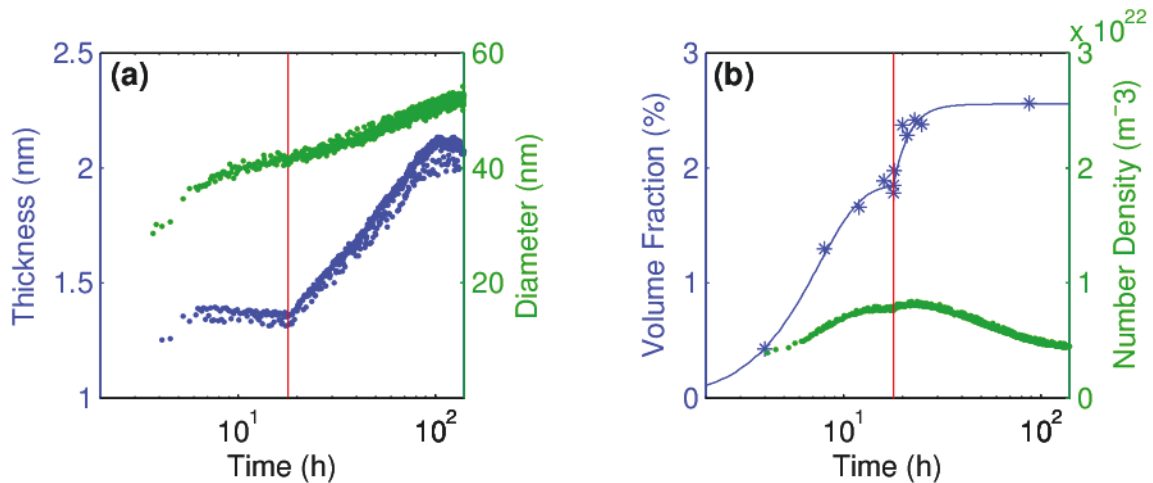 (a)
2.5
2
1.5
1
Thickness (nm)
60
40
20
Diameter (nm)
10^1
10^2
Time (h)
(b)
3
2
1
0
Volume Fraction (%)
x 10^22
3
2
1
0
Number Density (m^−3)
10^1
10^2
Time (h)